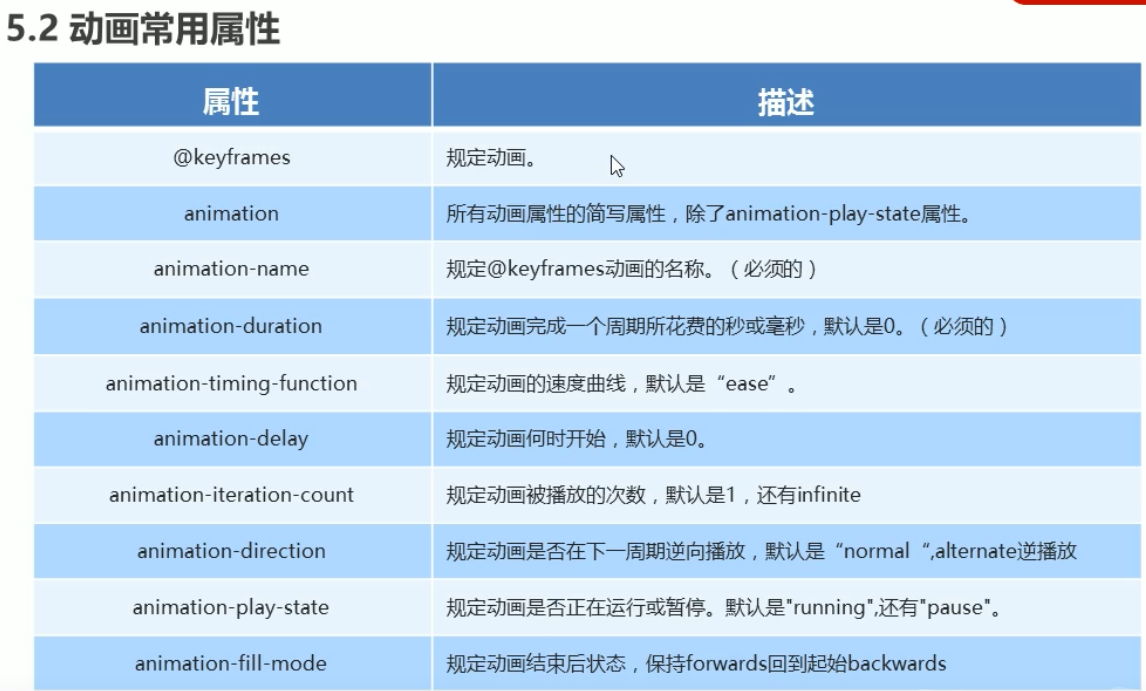 5.2 动画常用属性
属性 描述
@keyframes 规定动画。
animation 所有动画属性的简写属性，除了animation-play-state属性。
animation-name 规定@keyframes动画的名称。（必须的）
animation-duration 规定动画完成一个周期所花费的秒或毫秒，默认是0。（必须的）
animation-timing-function 规定动画的速度曲线，默认是“ease”。
animation-delay 规定动画何时开始，默认是0。
animation-iteration-count 规定动画被播放的次数，默认是1，还有infinite
animation-direction 规定动画是否在下一周期逆向播放，默认是“normal“,alternate逆播放
animation-play-state 规定动画是否正在运行或暂停。默认是"running",还有"pause"。
animation-fill-mode 规定动画结束后状态，保持forwards回到起始backwards